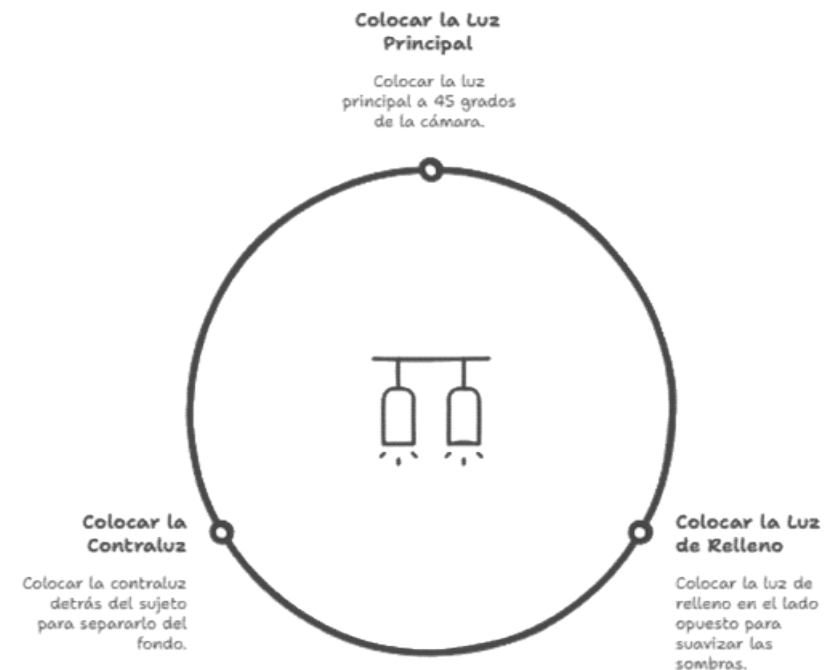 Colocar la Luz
Principal
Colocar la luz
principal a 45 grados
de la cámara.
Colocar la
Contraluz
Colocar la contraluz
detrás del sujeto
para separarlo del
fondo.
Colocar la Luz
de Relleno
Colocar la luz de
relleno en el lado
opuesto para
suavizar las
sombras.